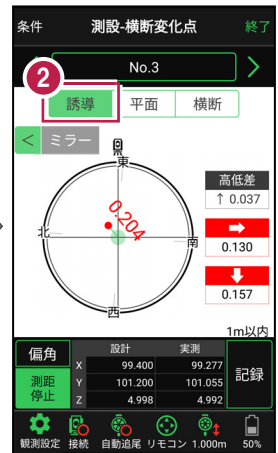 条件 測設-横断変化点 終了
No.3
2
誘導 平面 横断
< ミラー
東
高低差
↑ 0.037
0.204
北
南
0.130
0.157
西
1m以内
偏角 設計 実測
X 99.400 99.277
測距停止 Y 101.200 101.055 記録
Z 4.998 4.992
観測設定 接続 自動追尾 リモコン 1.000m 50%